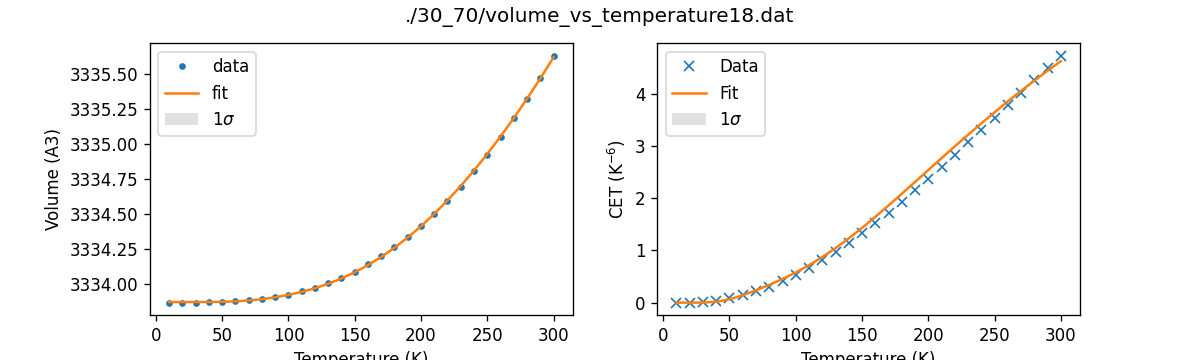 ./30_70/volume_vs_temperature18.dat
Volume (A3)
3335.50
3335.25
3335.00
3334.75
3334.50
3334.25
3334.00
data
fit
1σ
0 50 100 150 200 250 300
Temperature (K)
CET (K⁻⁶)
4
3
2
1
0
Data
Fit
1σ
0 50 100 150 200 250 300
Temperature (K)